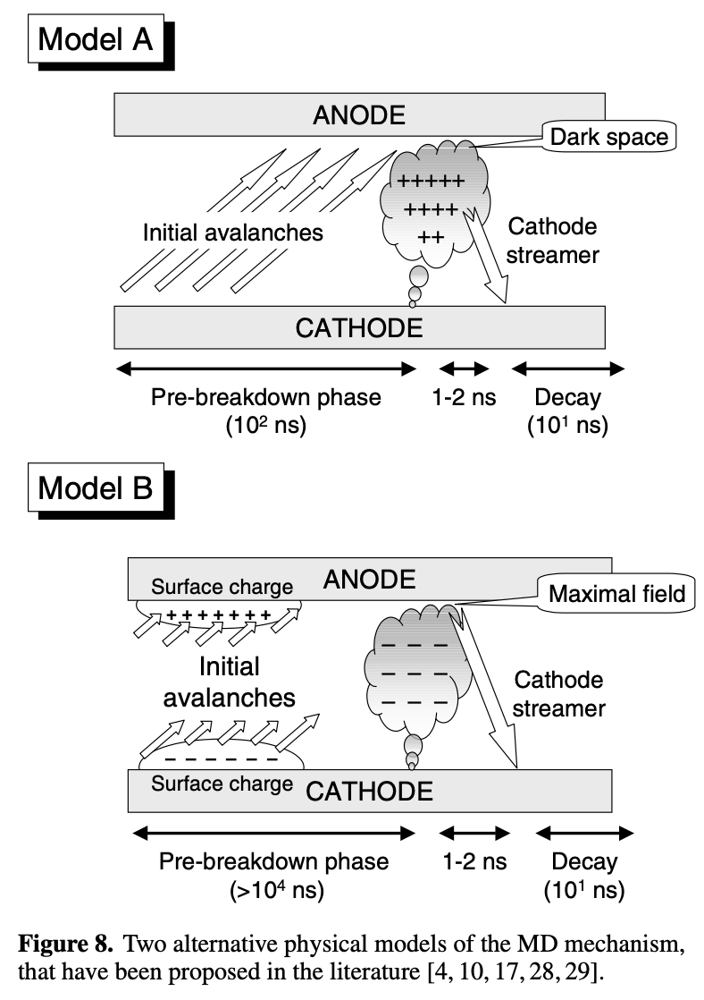 Model A
ANODE
Dark space
+++++
++++
++
Initial avalanches
Cathode
streamer
CATHODE
Pre-breakdown phase
(10² ns)
1-2 ns
Decay
(10¹ ns)
Model B
Surface charge
ANODE
+ + + + + + +
Maximal field
Initial
avalanches
– – –
– – –
– – –
Cathode
streamer
– – – – – –
Surface charge
CATHODE
Pre-breakdown phase
(>10⁴ ns)
1-2 ns
Decay
(10¹ ns)
Figure 8. Two alternative physical models of the MD mechanism,
that have been proposed in the literature [4, 10, 17, 28, 29].